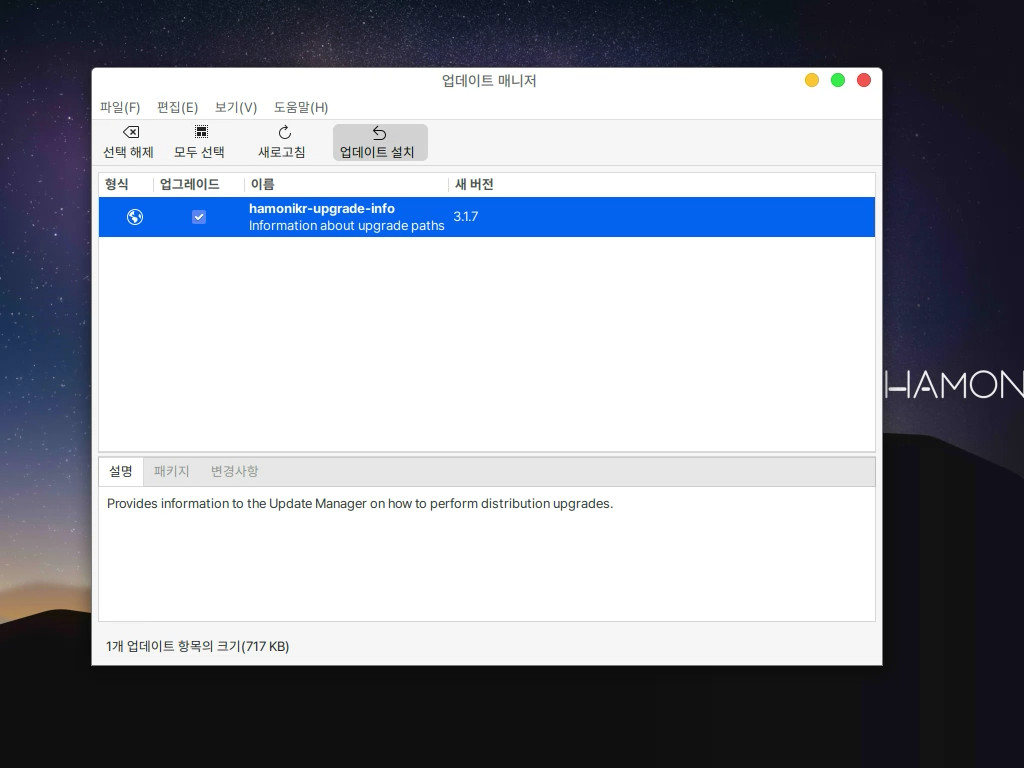 업데이트 매니저
파일(F) 편집(E) 보기(V) 도움말(H)
선택 해제 모두 선택 새로고침 업데이트 설치
형식 업그레이드 이름 새 버전
hamonikr-upgrade-info
Information about upgrade paths 3.1.7
HAMON
설명 패키지 변경사항
Provides information to the Update Manager on how to perform distribution upgrades.
1개 업데이트 항목의 크기(717 KB)